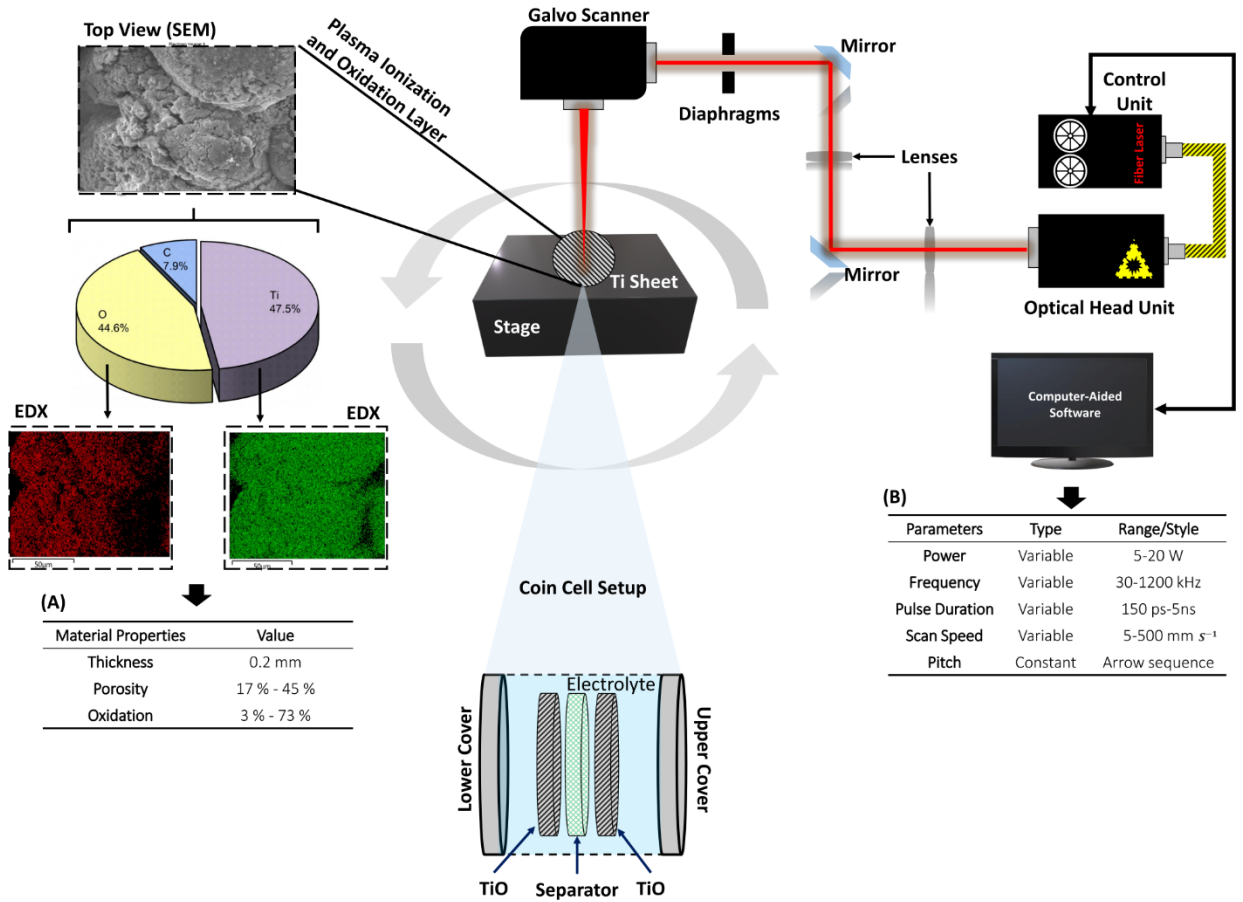 Top View (SEM)
Plasma Ionization
and Oxidation Layer
Galvo Scanner
Diaphragms
Mirror
Control
Unit
Fiber Laser
Lenses
Mirror
Optical Head Unit
Ti Sheet
Stage
C
7.9%
Ti
47.5%
O
44.6%
EDX
EDX
50μm
50μm
Computer-Aided
Software
(A)
Material Properties Value
Thickness 0.2 mm
Porosity 17 % - 45 %
Oxidation 3 % - 73 %
(B)
Parameters Type Range/Style
Power Variable 5-20 W
Frequency Variable 30-1200 kHz
Pulse Duration Variable 150 ps-5ns
Scan Speed Variable 5-500 mm s⁻¹
Pitch Constant Arrow sequence
Coin Cell Setup
Electrolyte
Lower Cover
Upper Cover
TiO
Separator
TiO